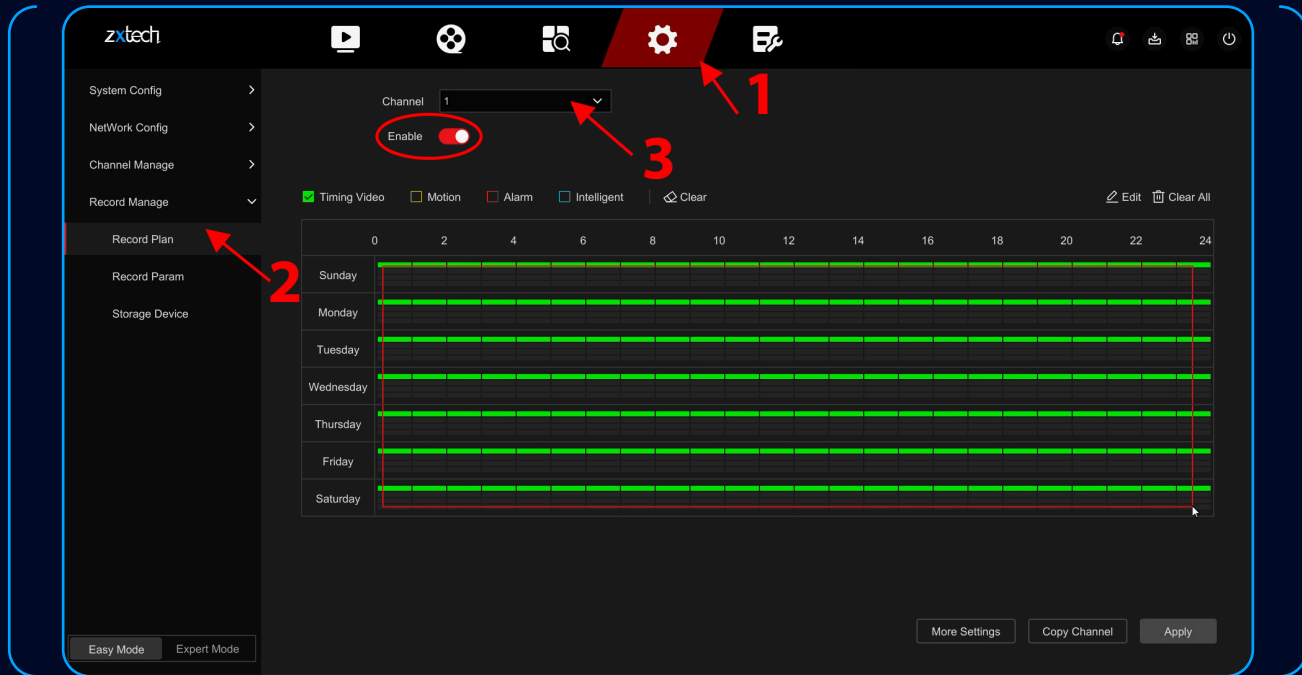 zxtech
1
System Config
NetWork Config
Channel Manage
Record Manage
Record Plan
2
Record Param
Storage Device
Channel 1
Enable
3
Timing Video Motion Alarm Intelligent Clear Edit Clear All
0 2 4 6 8 10 12 14 16 18 20 22 24
Sunday
Monday
Tuesday
Wednesday
Thursday
Friday
Saturday
More Settings Copy Channel Apply
Easy Mode Expert Mode